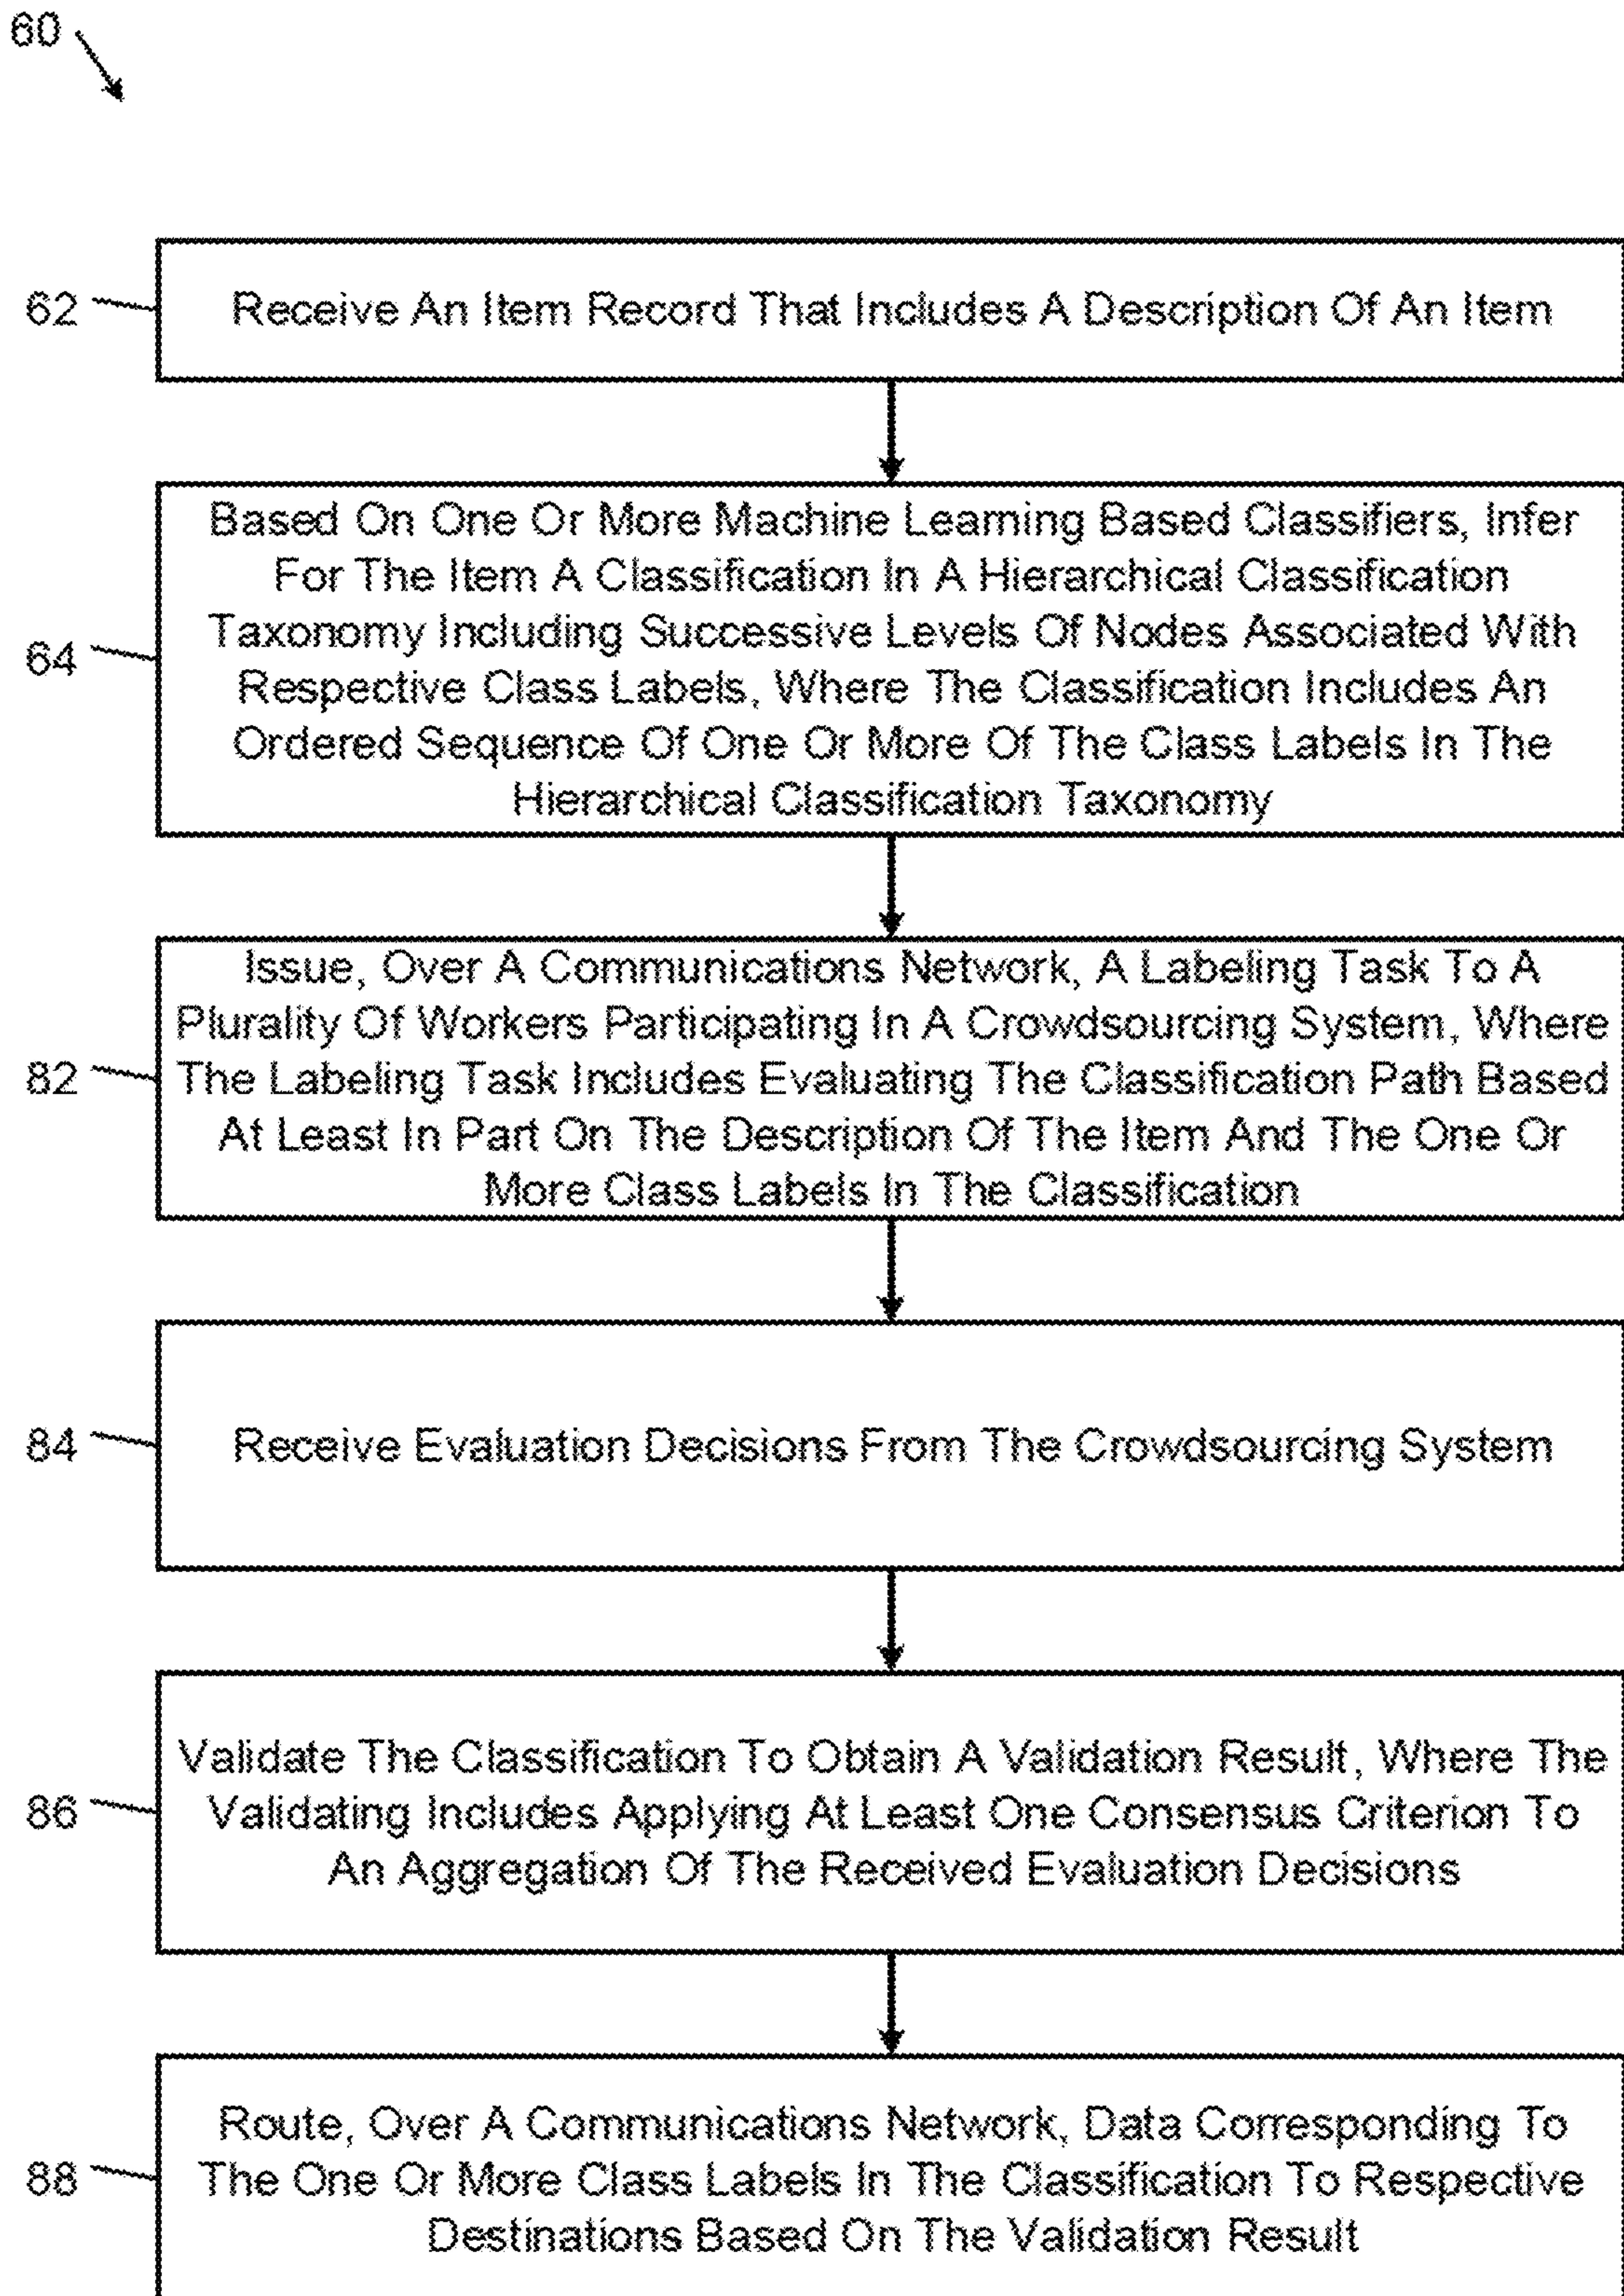 60
62
Receive An Item Record That Includes A Description Of An Item
Based On One Or More Machine Learning Based Classifiers, Infer
For The Item A Classification In A Hierarchical Classification
Taxonomy Including Successive Levels Of Nodes Associated With
64
Respective Class Labels, Where The Classification Includes An
Ordered Sequence Of One Or More Of The Class Labels In The
Hierarchical Classification Taxonomy
Issue, Over A Communications Network, A Labeling Task To A
Plurality Of Workers Participating In A Crowdsourcing System, Where
82
The Labeling Task Includes Evaluating The Classification Path Based
At Least In Part On The Description Of The Item And The One Or
More Class Labels In The Classification
84
Receive Evaluation Decisions From The Crowdsourcing System
Validate The Classification To Obtain A Validation Result, Where The
86
Validating Includes Applying At Least One Consensus Criterion To
An Aggregation Of The Received Evaluation Decisions
Route, Over A Communications Network, Data Corresponding To
88
The One Or More Class Labels In The Classification To Respective
Destinations Based On The Validation Result